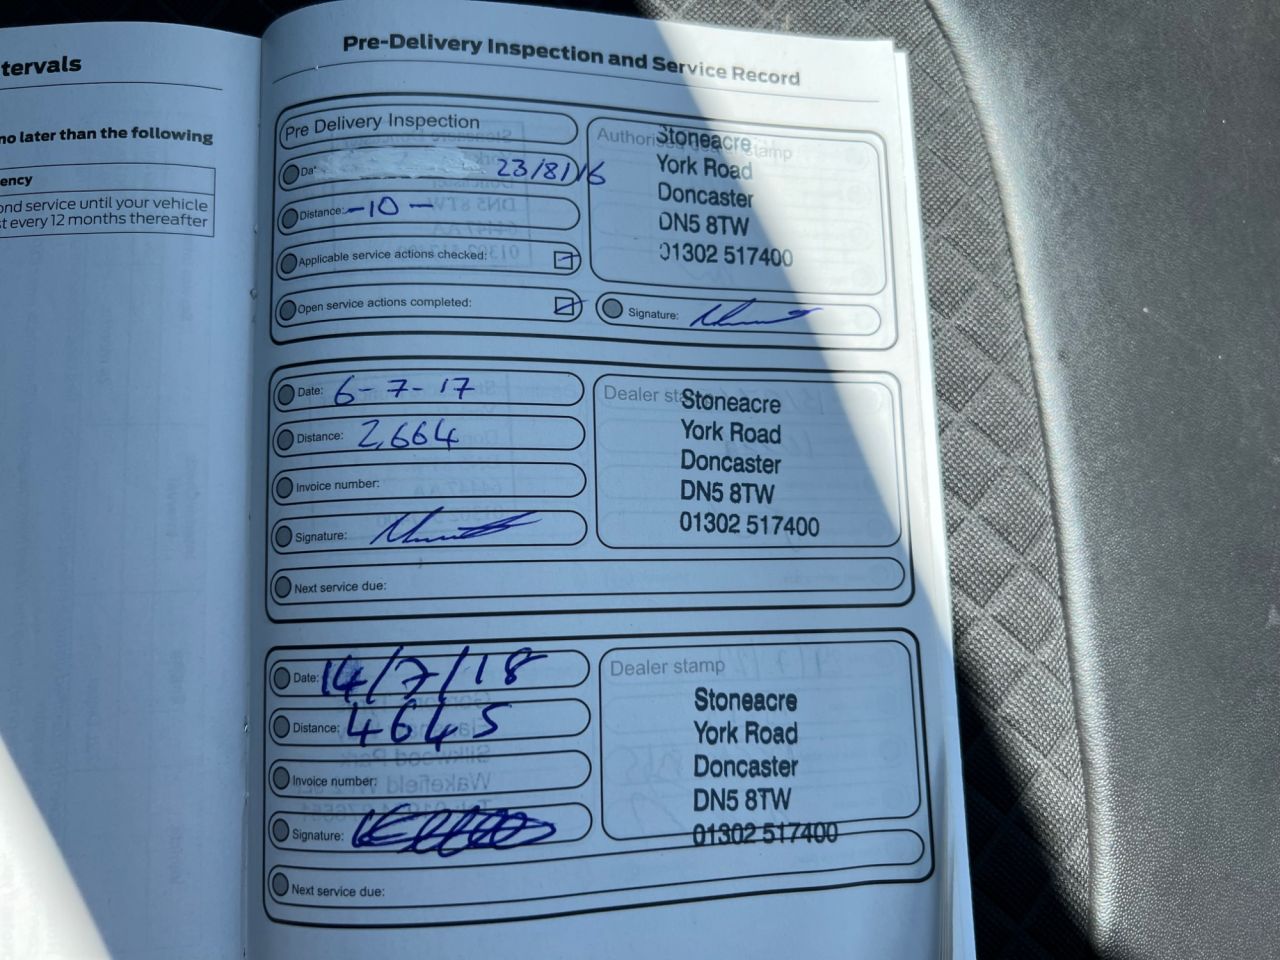 tervals
no later than the following
ency
ond service until your vehicle
t every 12 months thereafter
Pre-Delivery Inspection and Service Record
Pre Delivery Inspection
Da 23/8/16
Distance: -10-
Applicable service actions checked:
Open service actions completed:
Authoris stamp
Stoneacre
York Road
Doncaster
DN5 8TW
01302 517400
Signature:
Date: 6-7-17
Distance: 2,664
Invoice number:
Signature:
Next service due:
Dealer st
Stoneacre
York Road
Doncaster
DN5 8TW
01302 517400
Date: 14/7/18
Distance: 4645
Invoice number:
Signature:
Next service due:
Dealer stamp
Stoneacre
York Road
Doncaster
DN5 8TW
01302 517400